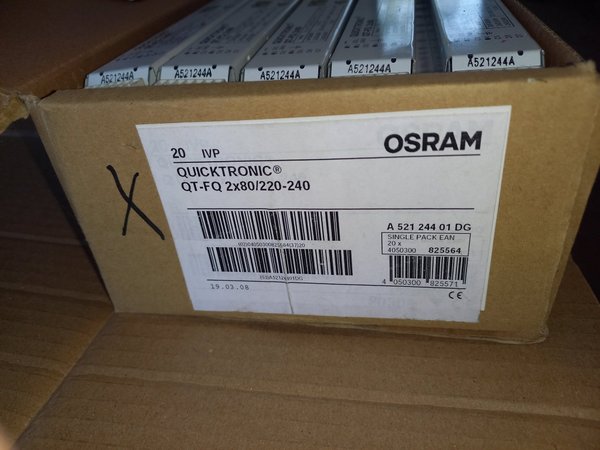 A521244A
A521244A
A521244A
A521244A
A521244A
X
20 IVP
OSRAM
QUICKTRONIC®
QT-FQ 2x80/220-240
A 521 244 01 DG
SINGLE PACK EAN
20 x
4050300 825564
4 050300 825571
19.03.08
CE